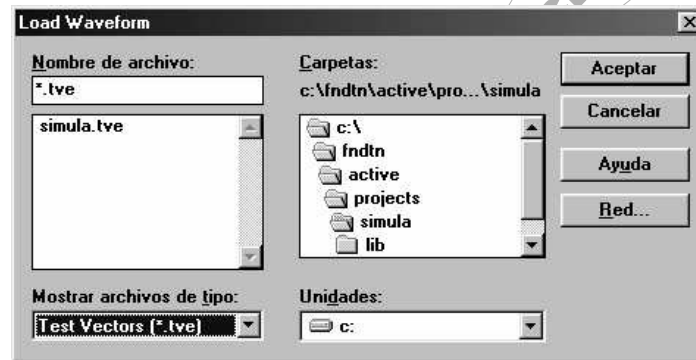 Load Waveform
Nombre de archivo:
*.tve
simula.tve
Mostrar archivos de tipo:
Test Vectors (*.tve)
Carpetas:
c:\fndtn\active\pro...\simula
c:\
fndtn
active
projects
simula
lib
Unidades:
c:
Aceptar
Cancelar
Ayuda
Red...